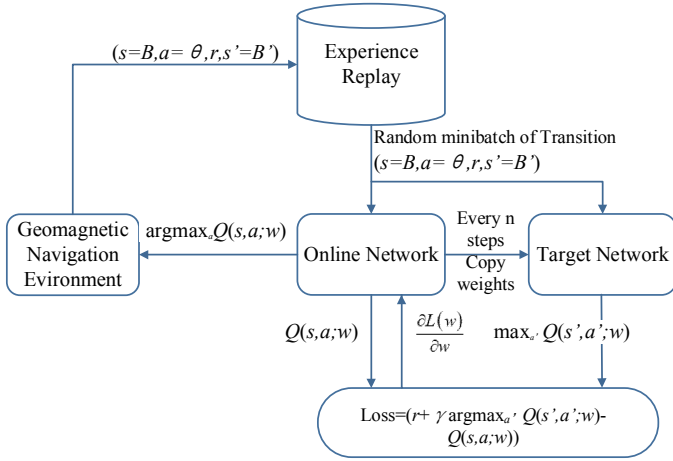 (s=B,a= θ,r,s'=B')
Experience
Replay
Random minibatch of Transition
(s=B,a= θ,r,s'=B')
Geomagnetic
Navigation
Evironment
argmaxₐQ(s,a;w)
Online Network
Every n
steps
Copy
weights
Target Network
Q(s,a;w)
∂L(w)
∂w
maxₐ' Q(s',a';w)
Loss=(r+ γ argmaxₐ' Q(s',a';w)-
Q(s,a;w))